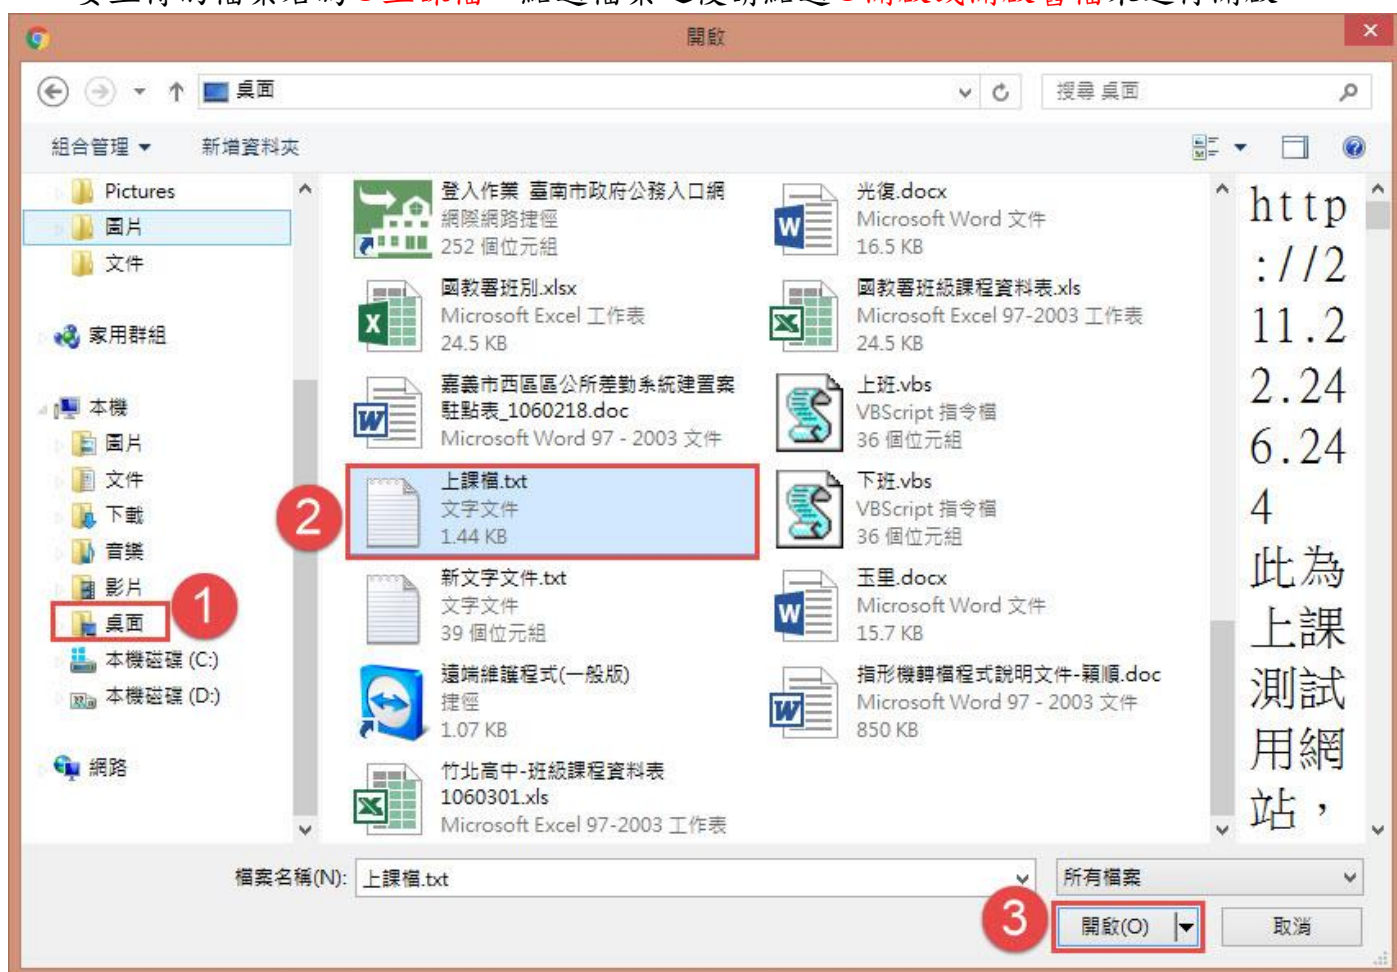 開啟
桌面
搜尋 桌面
組合管理
新增資料夾
Pictures
圖片
文件
家用群組
本機
圖片
文件
下載
音樂
影片
桌面
本機磁碟 (C:)
本機磁碟 (D:)
網路
1
登入作業 臺南市政府公務入口網
網際網路捷徑
252 個位元組
國教署班別.xlsx
Microsoft Excel 工作表
24.5 KB
嘉義市西區區公所差勤系統建置案
駐點表_1060218.doc
Microsoft Word 97 - 2003 文件
2
上課檔.txt
文字文件
1.44 KB
新文字文件.txt
文字文件
39 個位元組
遠端維護程式(一般版)
捷徑
1.07 KB
竹北高中-班級課程資料表
1060301.xls
Microsoft Excel 97-2003 工作表
光復.docx
Microsoft Word 文件
16.5 KB
國教署班級課程資料表.xls
Microsoft Excel 97-2003 工作表
24.5 KB
上班.vbs
VBScript 指令檔
36 個位元組
下班.vbs
VBScript 指令檔
36 個位元組
玉里.docx
Microsoft Word 文件
15.7 KB
指形機轉檔程式說明文件-穎順.doc
Microsoft Word 97 - 2003 文件
850 KB
http
://2
11.2
2.24
6.24
4
此為
上課
測試
用網
站，
檔案名稱(N): 上課檔.txt
所有檔案
3
開啟(O)
取消